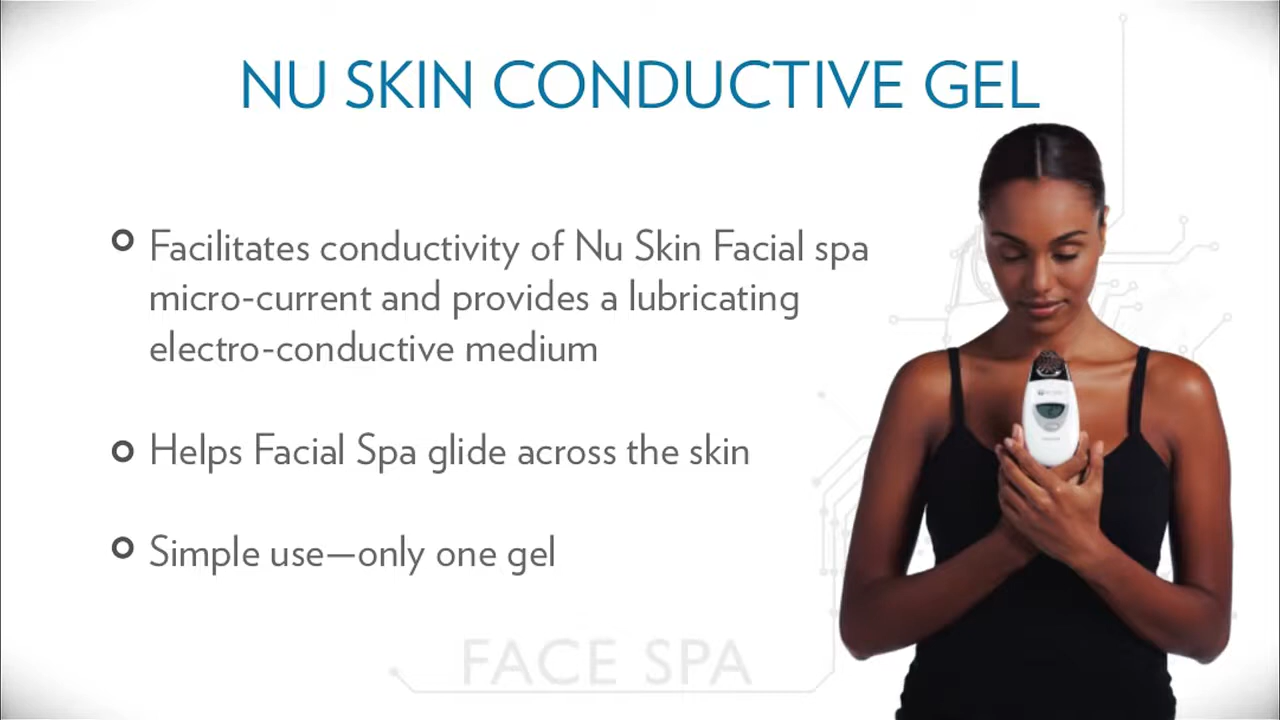 NU SKIN CONDUCTIVE GEL
Facilitates conductivity of Nu Skin Facial spa
micro-current and provides a lubricating
electro-conductive medium
Helps Facial Spa glide across the skin
Simple use—only one gel
FACE SPA